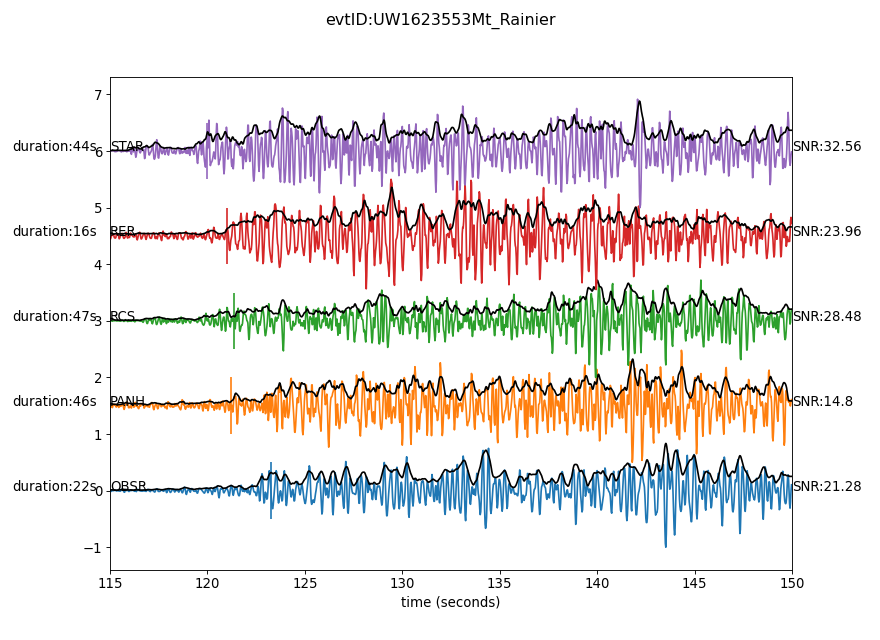 evtID:UW1623553Mt_Rainier
7
duration:44s STAR SNR:32.56
6
5
duration:16s RER SNR:23.96
4
duration:47s RCS SNR:28.48
3
2
duration:46s PANH SNR:14.8
1
duration:22s OBSR SNR:21.28
0
−1
115 120 125 130 135 140 145 150
time (seconds)